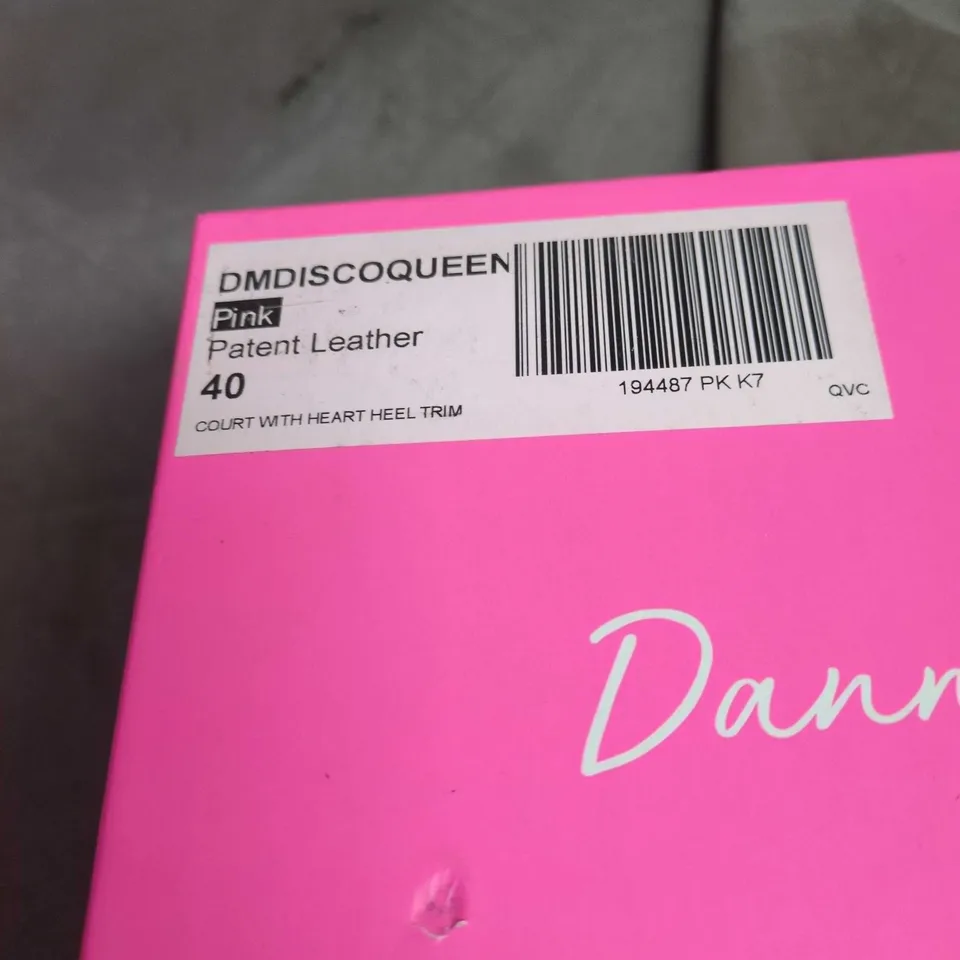 DMDISCOQUEEN
Pink
Patent Leather
40
COURT WITH HEART HEEL TRIM
194487 PK K7
QVC
Dann